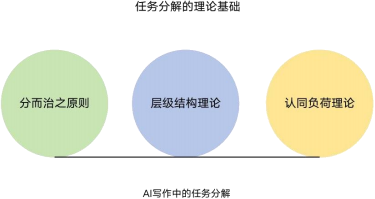 任务分解的理论基础
分而治之原则
层级结构理论
认同负荷理论
AI写作中的任务分解